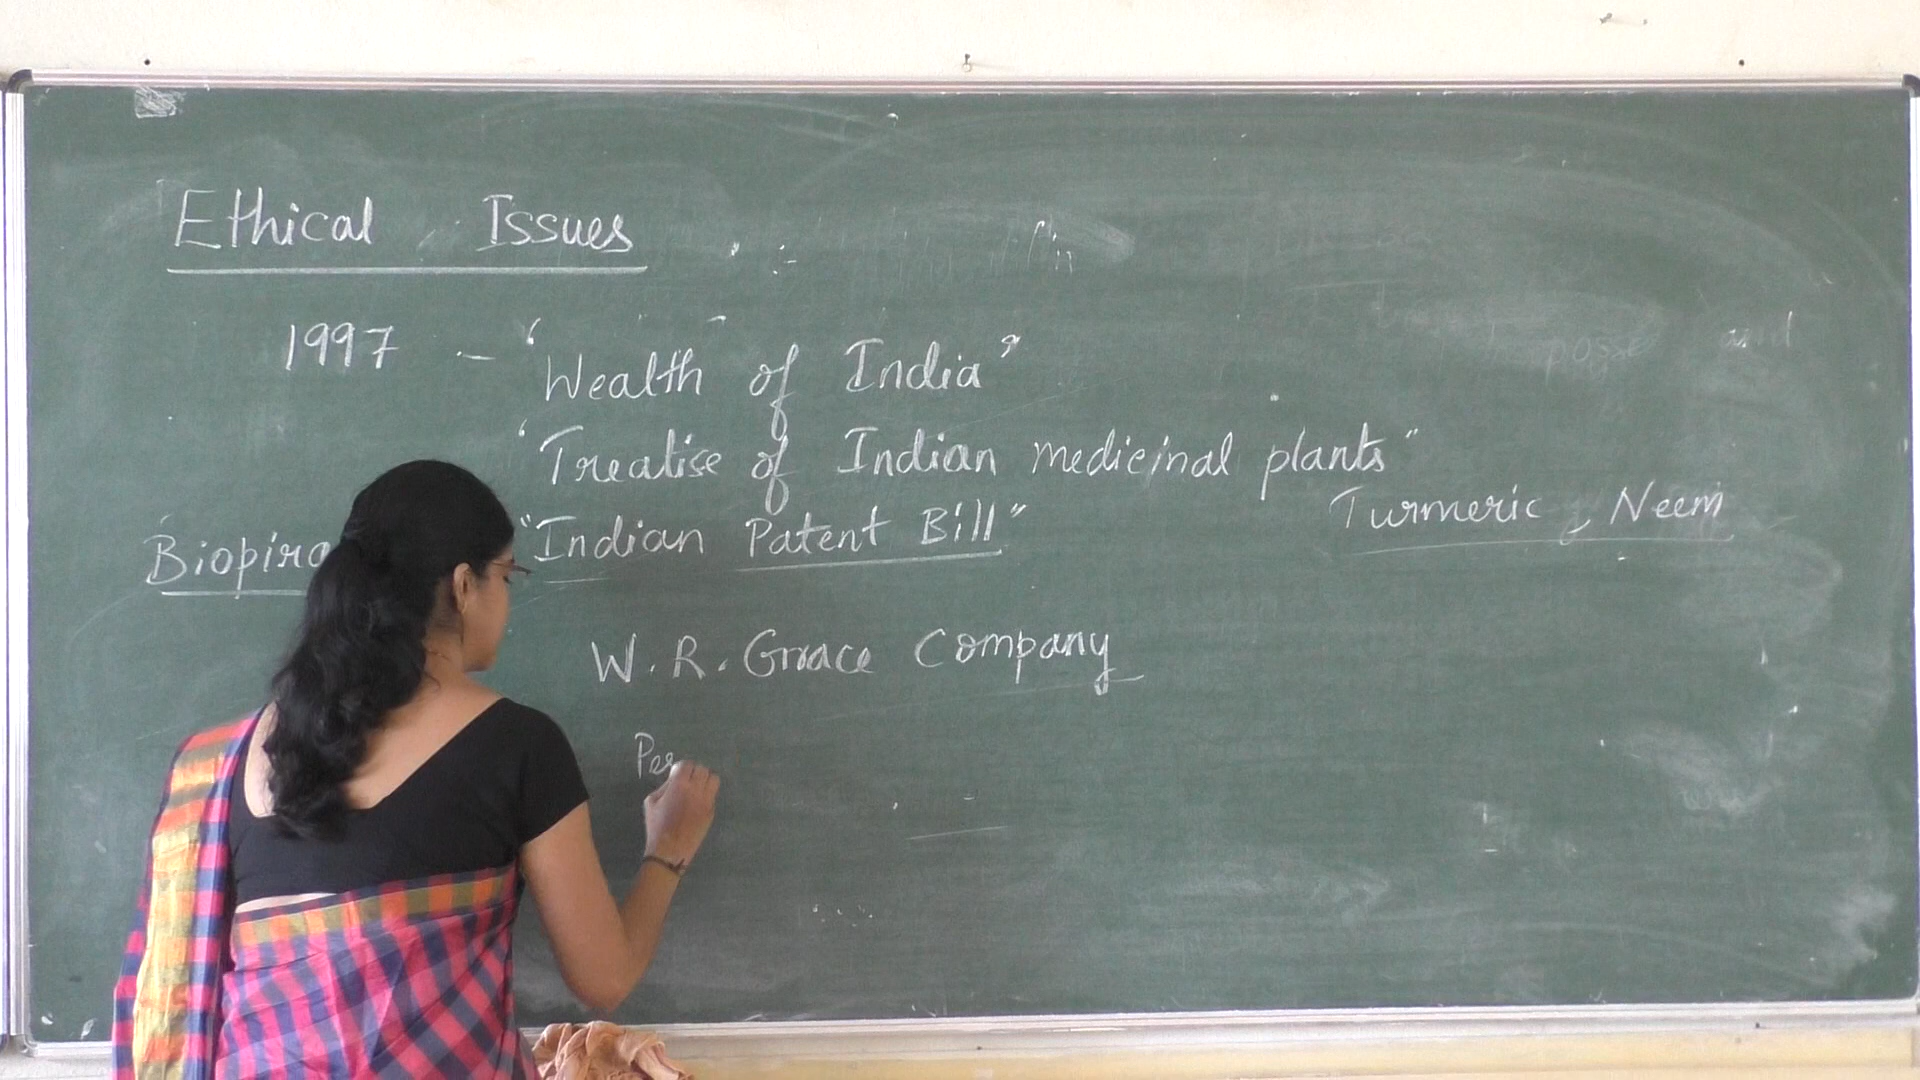 Ethical Issues
1997 - "Wealth of India"
"Treatise of Indian medicinal plants"
Turmeric, Neem
"Indian Patent Bill"
W. R. Grace Company